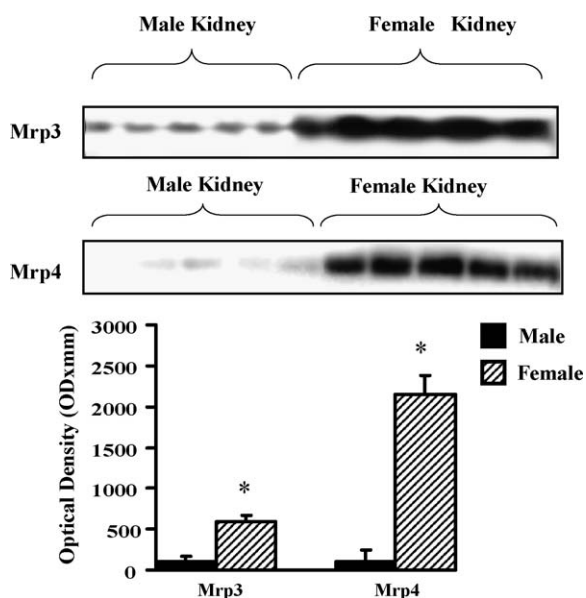 Male Kidney Female Kidney
Mrp3
Male Kidney Female Kidney
Mrp4
3000
2500
2000
1500
1000
500
0
Optical Density (ODxmm)
*
*
Male
Female
Mrp3 Mrp4